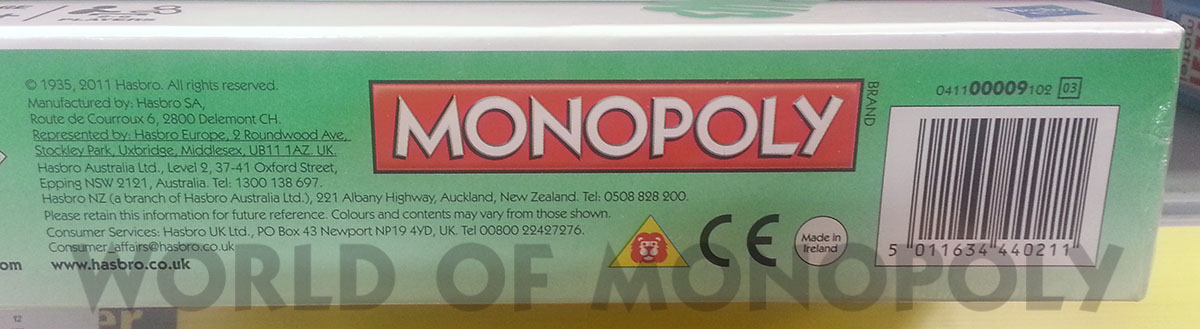 RE
PLAYERS
© 1935, 2011 Hasbro. All rights reserved.
Manufactured by: Hasbro SA,
Route de Courroux 6, 2800 Delemont CH.
Represented by: Hasbro Europe, 2 Roundwood Ave,
Stockley Park, Uxbridge, Middlesex, UB11 1AZ. UK.
Hasbro Australia Ltd., Level 2, 37-41 Oxford Street,
Epping NSW 2121, Australia. Tel: 1300 138 697.
Hasbro NZ (a branch of Hasbro Australia Ltd.), 221 Albany Highway, Auckland, New Zealand. Tel: 0508 828 200.
Please retain this information for future reference. Colours and contents may vary from those shown.
Consumer Services: Hasbro UK Ltd., PO Box 43 Newport NP19 4YD, UK. Tel 00800 22427276.
Consumer_affairs@hasbro.co.uk
om www.hasbro.co.uk
MONOPOLY
BRAND
CE
Made in
Ireland
041100009102 03
5 011634 440211
WORLD OF MONOPOLY
12
er